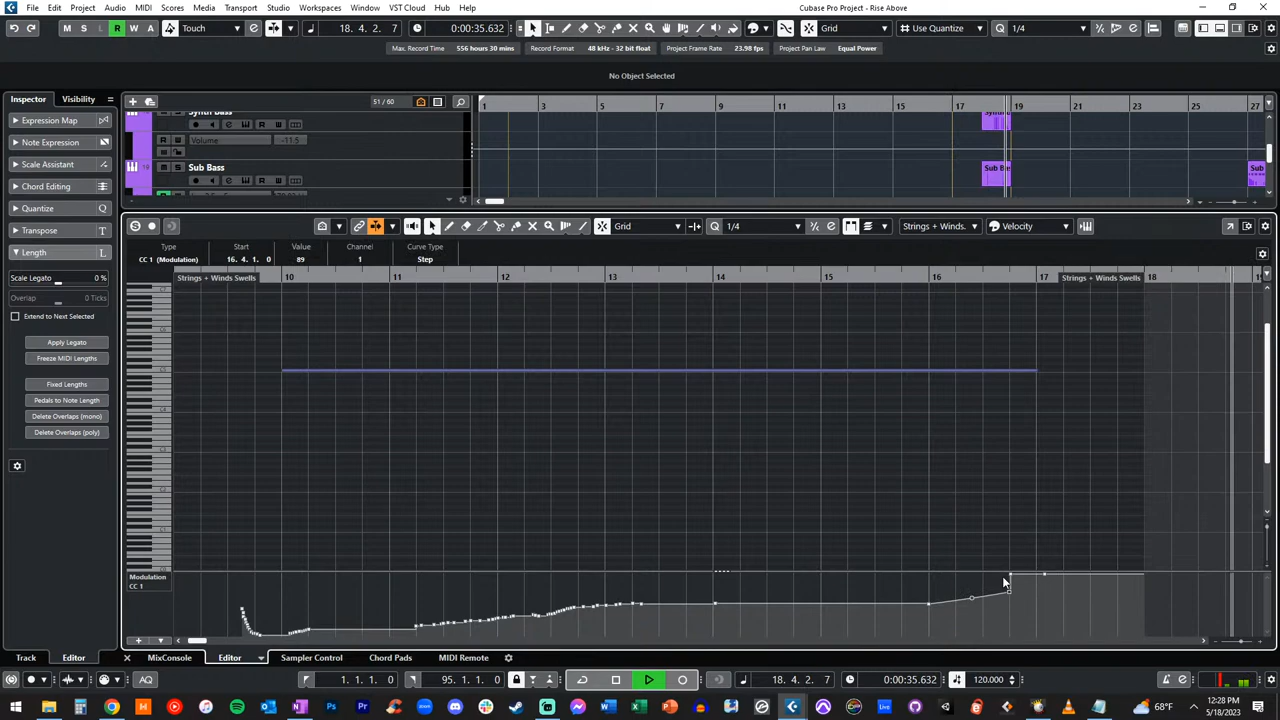 File Edit Project Audio MIDI Scores Media Transport Studio Workspaces Window VST Cloud Hub Help
Cubase Pro Project - Rise Above
M S L R W A Touch 18. 4. 2. 7 0:00:35.632 Grid Use Quantize 1/4
Max. Record Time 556 hours 30 mins Record Format 48 kHz - 32 bit float Project Frame Rate 23.98 fps Project Pan Law Equal Power
No Object Selected
Inspector Visibility 51 / 60 1 3 5 7 9 11 13 15 17 19 21 23 25 27
Expression Map
Note Expression
Scale Assistant
Chord Editing
Quantize Q
Transpose T
Length L
Scale Legato 0 %
Overlap 0 Ticks
Extend to Next Selected
Apply Legato
Freeze MIDI Lengths
Fixed Lengths
Pedals to Note Length
Delete Overlaps (mono)
Delete Overlaps (poly)
Synth Bass
Volume -11.5
Sub Bass
Sub
Grid 1/4 Strings + Winds. Velocity
Type Start Value Channel Curve Type
CC 1 (Modulation) 16. 4. 1. 0 89 1 Step
Strings + Winds Swells 10 11 12 13 14 15 16 17 Strings + Winds Swells 18
Modulation
CC 1
Track Editor MixConsole Editor Sampler Control Chord Pads MIDI Remote
AQ 1. 1. 1. 0 95. 1. 1. 0 18. 4. 2. 7 0:00:35.632 120.000
68°F 12:28 PM
5/18/2023